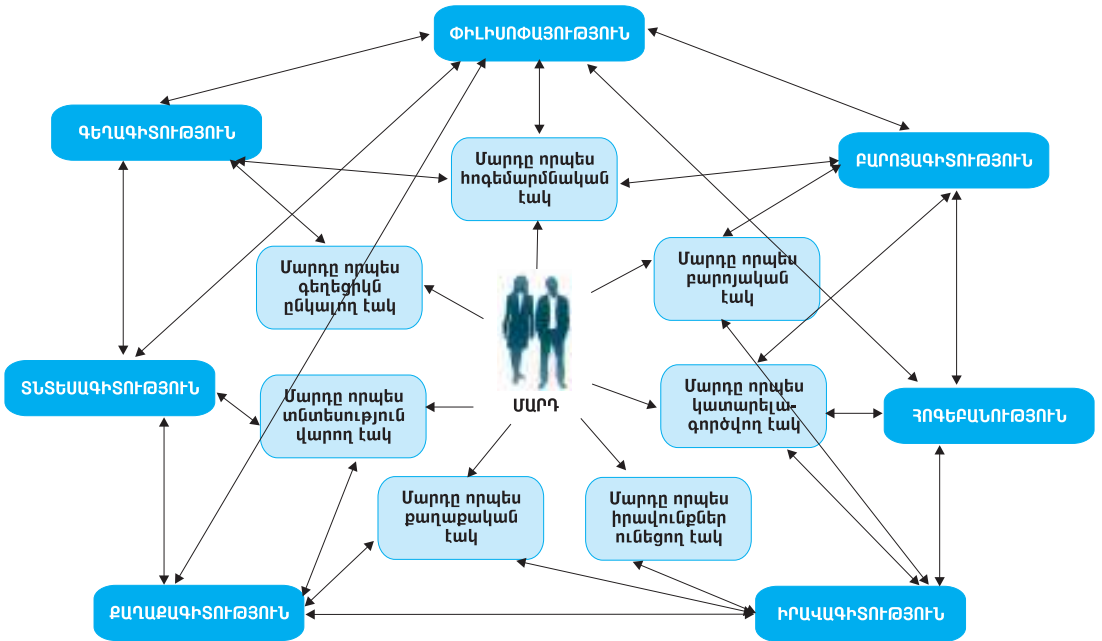 ՓԻԼԻՍՈՓԱՅՈՒԹՅՈՒՆ
ԳԵՂԱԳԻՏՈՒԹՅՈՒՆ
ԲԱՐՈՅԱԳԻՏՈՒԹՅՈՒՆ
Մարդը որպես
հոգեմարմնական
էակ
Մարդը որպես
գեղեցիկն
ընկալող էակ
Մարդը որպես
բարոյական
էակ
ՏՆՏԵՍԱԳԻՏՈՒԹՅՈՒՆ
Մարդը որպես
տնտեսություն
վարող էակ
ՄԱՐԴ
Մարդը որպես
կատարելա-
գործվող էակ
ՀՈԳԵԲԱՆՈՒԹՅՈՒՆ
Մարդը որպես
քաղաքական
էակ
Մարդը որպես
իրավունքներ
ունեցող էակ
ՔԱՂԱՔԱԳԻՏՈՒԹՅՈՒՆ
ԻՐԱՎԱԳԻՏՈՒԹՅՈՒՆ